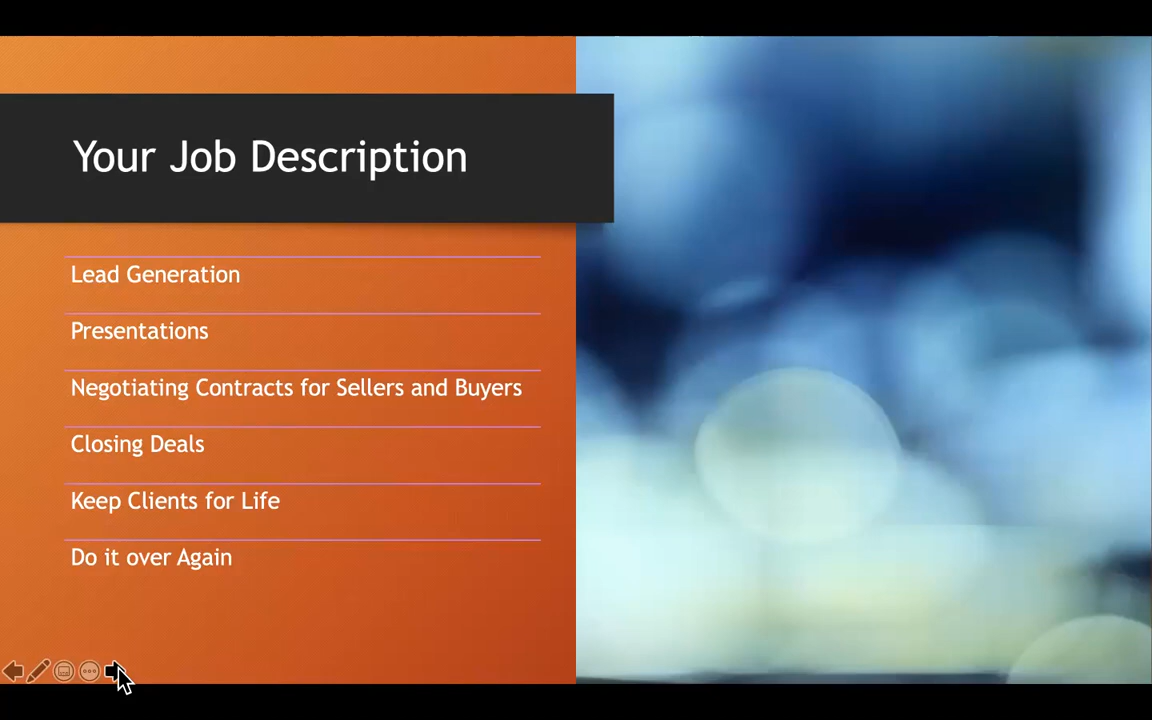 Your Job Description
Lead Generation
Presentations
Negotiating Contracts for Sellers and Buyers
Closing Deals
Keep Clients for Life
Do it over Again